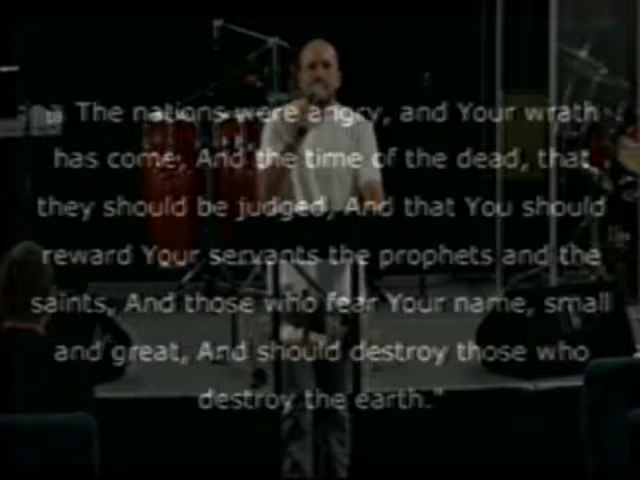 The nations were angry, and Your wrath
has come, And the time of the dead, that
they should be judged, And that You should
reward Your servants the prophets and the
saints, And those who fear Your name, small
and great, And should destroy those who
destroy the earth."